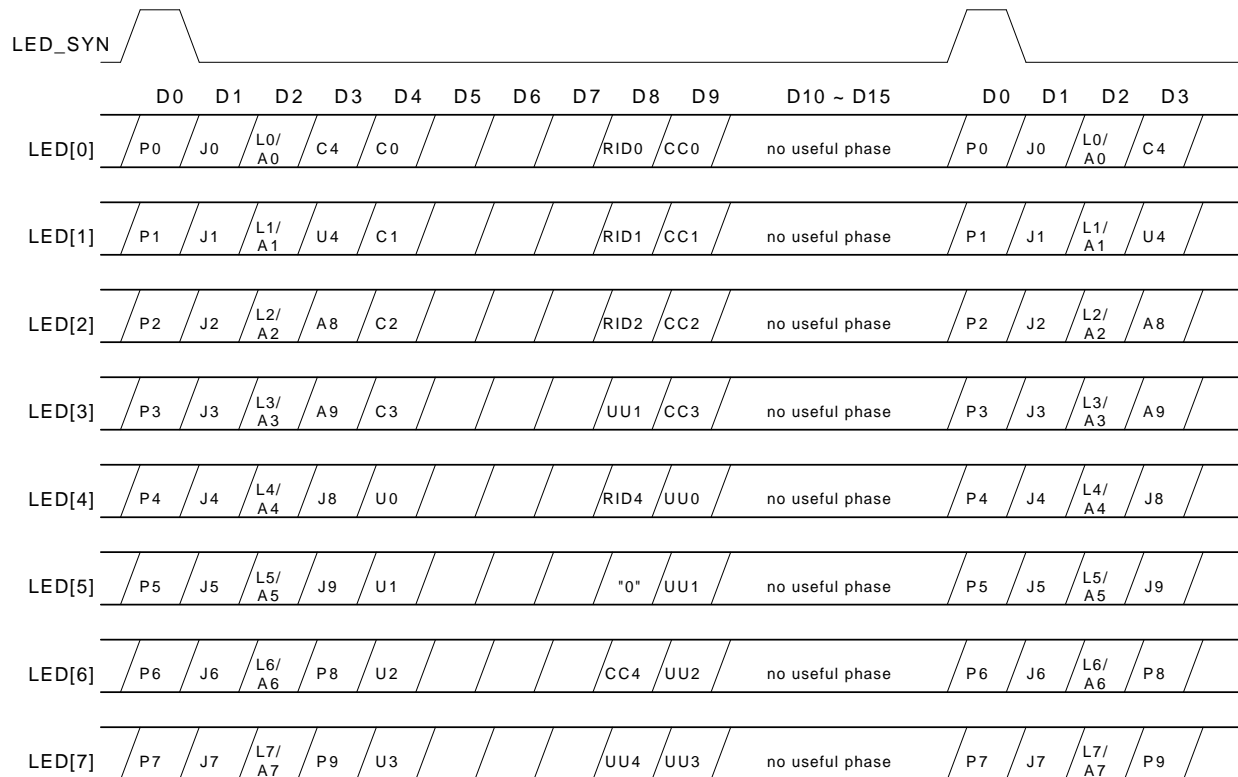 LED_SYN
D0 D1 D2 D3 D4 D5 D6 D7 D8 D9 D10 ~ D15 D0 D1 D2 D3
LED[0] P0 J0 L0/ A0 C4 C0 RID0 CC0 no useful phase P0 J0 L0/ A0 C4
LED[1] P1 J1 L1/ A1 U4 C1 RID1 CC1 no useful phase P1 J1 L1/ A1 U4
LED[2] P2 J2 L2/ A2 A8 C2 RID2 CC2 no useful phase P2 J2 L2/ A2 A8
LED[3] P3 J3 L3/ A3 A9 C3 UU1 CC3 no useful phase P3 J3 L3/ A3 A9
LED[4] P4 J4 L4/ A4 J8 U0 RID4 UU0 no useful phase P4 J4 L4/ A4 J8
LED[5] P5 J5 L5/ A5 J9 U1 "0" UU1 no useful phase P5 J5 L5/ A5 J9
LED[6] P6 J6 L6/ A6 P8 U2 CC4 UU2 no useful phase P6 J6 L6/ A6 P8
LED[7] P7 J7 L7/ A7 P9 U3 UU4 UU3 no useful phase P7 J7 L7/ A7 P9